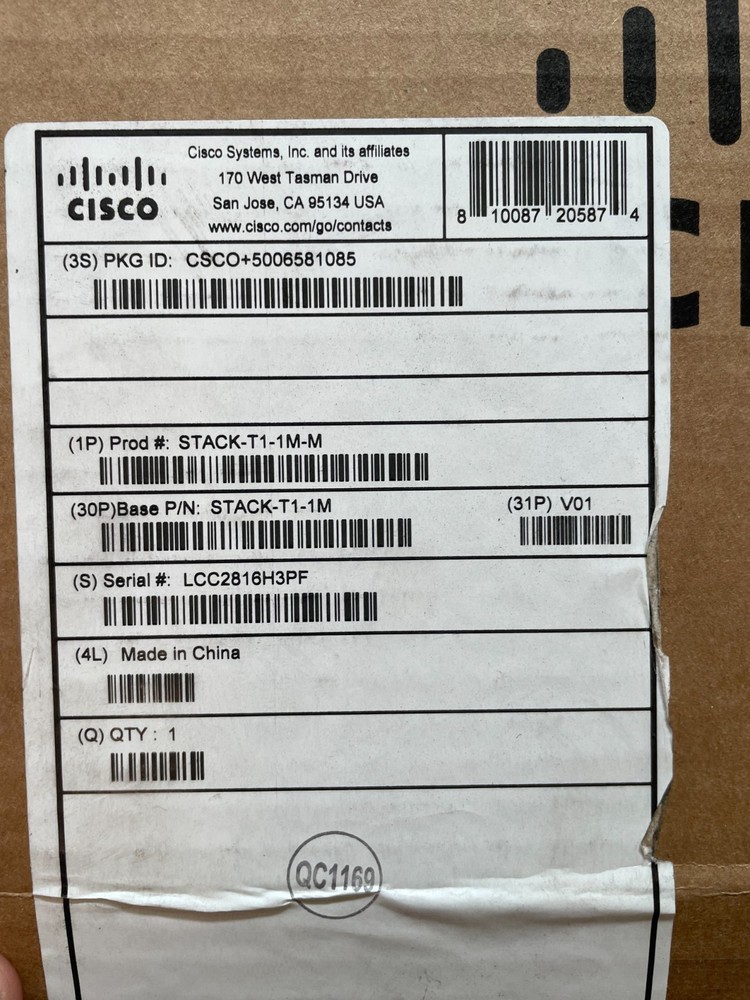 Cisco Systems, Inc. and its affiliates
170 West Tasman Drive
San Jose, CA 95134 USA
www.cisco.com/go/contacts
CISCO
8 10087 20587 4
(3S) PKG ID: CSCO+5006581085
(1P) Prod #: STACK-T1-1M-M
(30P)Base P/N: STACK-T1-1M
(31P) V01
(S) Serial #: LCC2816H3PF
(4L) Made in China
(Q) QTY : 1
QC1169